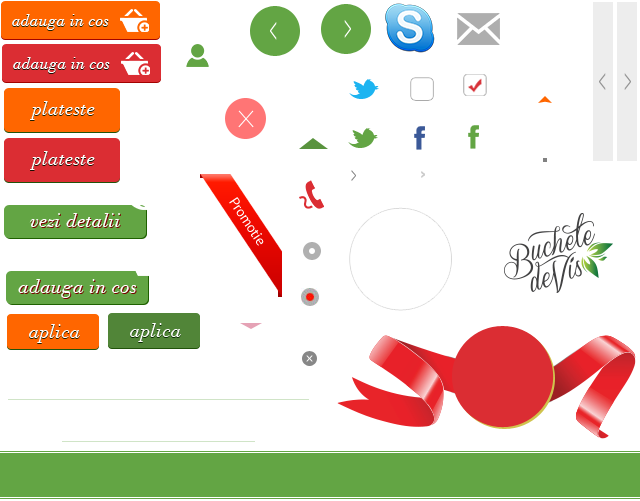 adauga in cos
adauga in cos
plateste
plateste
vezi detalii
Promotie
adauga in cos
aplica
aplica
Buchete
de Vis